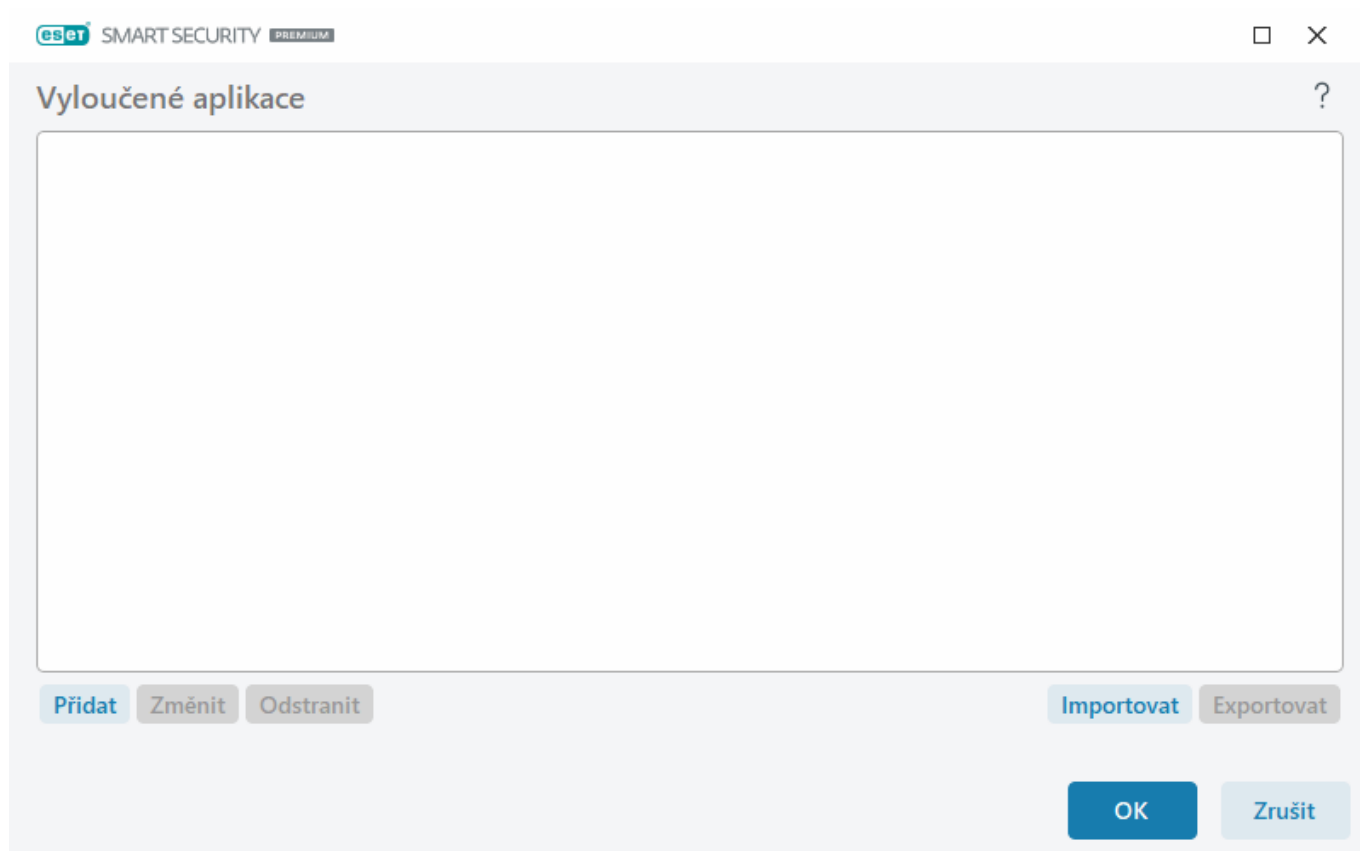 eset SMART SECURITY PREMIUM
Vyloučené aplikace ?
Přidat Změnit Odstranit Importovat Exportovat
OK Zrušit